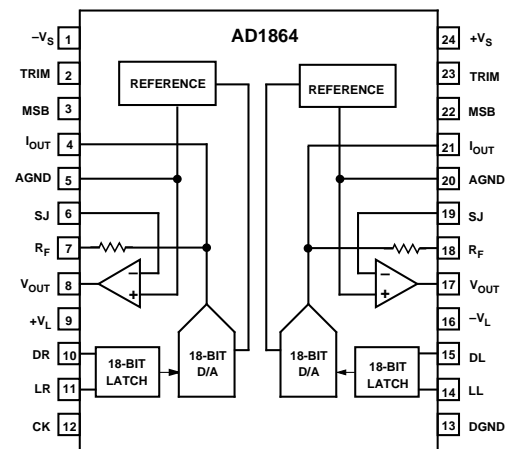 AD1864
–VS 1
TRIM 2
MSB 3
IOUT 4
AGND 5
SJ 6
RF 7
VOUT 8
+VL 9
DR 10
LR 11
CK 12
24 +VS
23 TRIM
22 MSB
21 IOUT
20 AGND
19 SJ
18 RF
17 VOUT
16 –VL
15 DL
14 LL
13 DGND
REFERENCE
REFERENCE
–
+
–
+
18-BIT
LATCH
18-BIT
D/A
18-BIT
D/A
18-BIT
LATCH